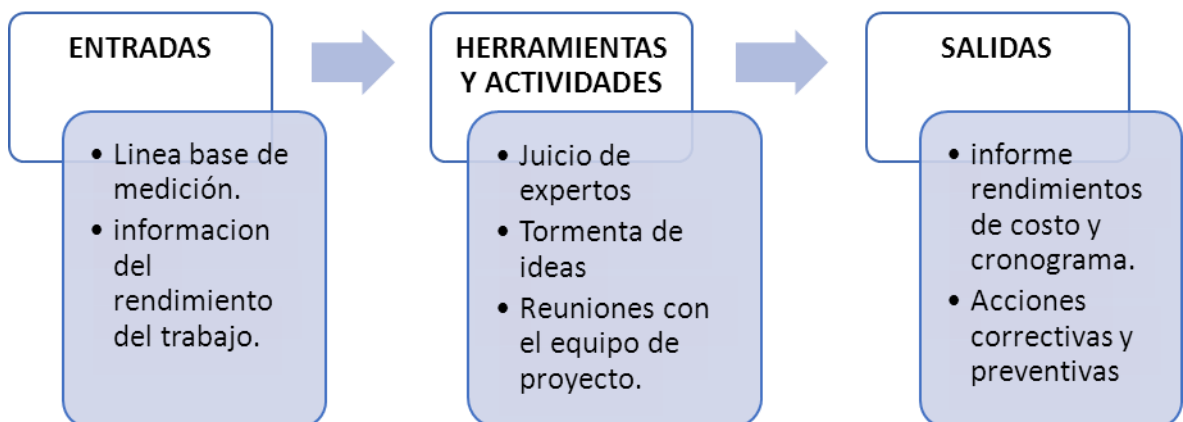 ENTRADAS
• Linea base de
medición.
• informacion
del
rendimiento
del trabajo.
HERRAMIENTAS
Y ACTIVIDADES
• Juicio de
expertos
• Tormenta de
ideas
• Reuniones con
el equipo de
proyecto.
SALIDAS
• informe
rendimientos
de costo y
cronograma.
• Acciones
correctivas y
preventivas